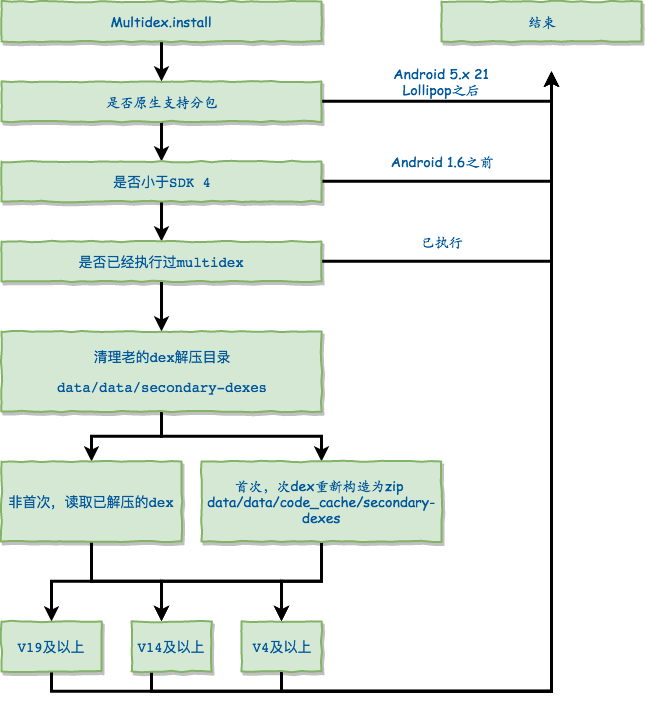 Multidex.install
结束
是否原生支持分包
Android 5.x 21
Lollipop之后
是否小于SDK 4
Android 1.6之前
是否已经执行过multidex
已执行
清理老的dex解压目录
data/data/secondary-dexes
非首次，读取已解压的dex
首次，次dex重新构造为zip
data/data/code_cache/secondary-
dexes
V19及以上
V14及以上
V4及以上